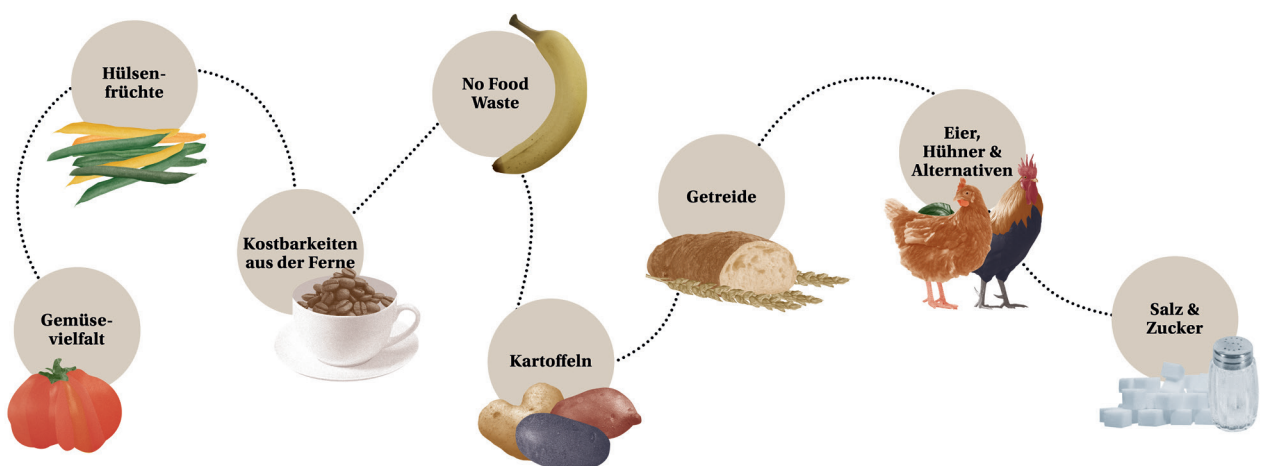 Hülsen-
früchte
No Food
Waste
Eier,
Hühner &
Alternativen
Getreide
Kostbarkeiten
aus der Ferne
Gemüse-
vielfalt
Kartoffeln
Salz &
Zucker